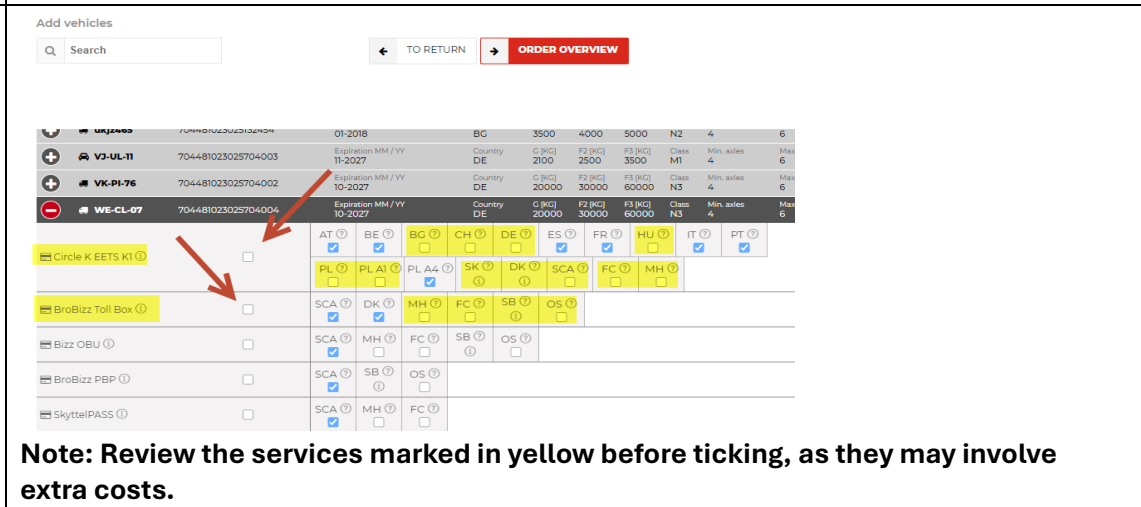 Add vehicles
Search
TO RETURN
ORDER OVERVIEW
ukjz465 704481023025132454 01-2018 BG 3500 4000 5000 N2 4 6
Expiration MM / YY Country G [KG] F2 [KG] F3 [KG] Class Min. axles Max
VJ-UL-11 704481023025704003 11-2027 DE 2100 2500 3500 M1 4 6
Expiration MM / YY Country G [KG] F2 [KG] F3 [KG] Class Min. axles Max
VK-PI-76 704481023025704002 10-2027 DE 20000 30000 60000 N3 4 6
Expiration MM / YY Country G [KG] F2 [KG] F3 [KG] Class Min. axles Max
WE-CL-07 704481023025704004 10-2027 DE 20000 30000 60000 N3 4 6
AT BE BG CH DE ES FR HU IT PT
Circle K EETS K1
PL PL A1 PL A4 SK DK SCA FC MH
BroBizz Toll Box SCA DK MH FC SB OS
Bizz OBU SCA MH FC SB OS
BroBizz PBP SCA SB OS
SkyttelPASS SCA MH FC
Note: Review the services marked in yellow before ticking, as they may involve
extra costs.